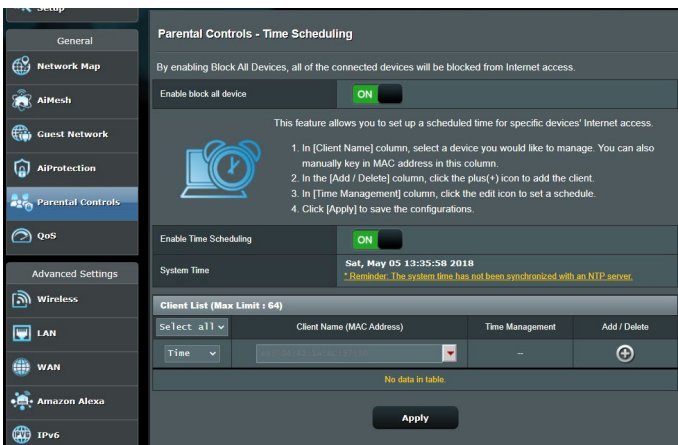 Setup
General
Network Map
AiMesh
Guest Network
AiProtection
Parental Controls
QoS
Advanced Settings
Wireless
LAN
WAN
Amazon Alexa
IPv6
Parental Controls - Time Scheduling
By enabling Block All Devices, all of the connected devices will be blocked from Internet access.
Enable block all device ON
This feature allows you to set up a scheduled time for specific devices' Internet access.
1. In [Client Name] column, select a device you would like to manage. You can also
manually key in MAC address in this column.
2. In the [Add / Delete] column, click the plus(+) icon to add the client.
3. In [Time Management] column, click the edit icon to set a schedule.
4. Click [Apply] to save the configurations.
Enable Time Scheduling ON
System Time Sat, May 05 13:35:58 2018
* Reminder: The system time has not been synchronized with an NTP server.
Client List (Max Limit : 64)
Select all Client Name (MAC Address) Time Management Add / Delete
Time --
No data in table.
Apply